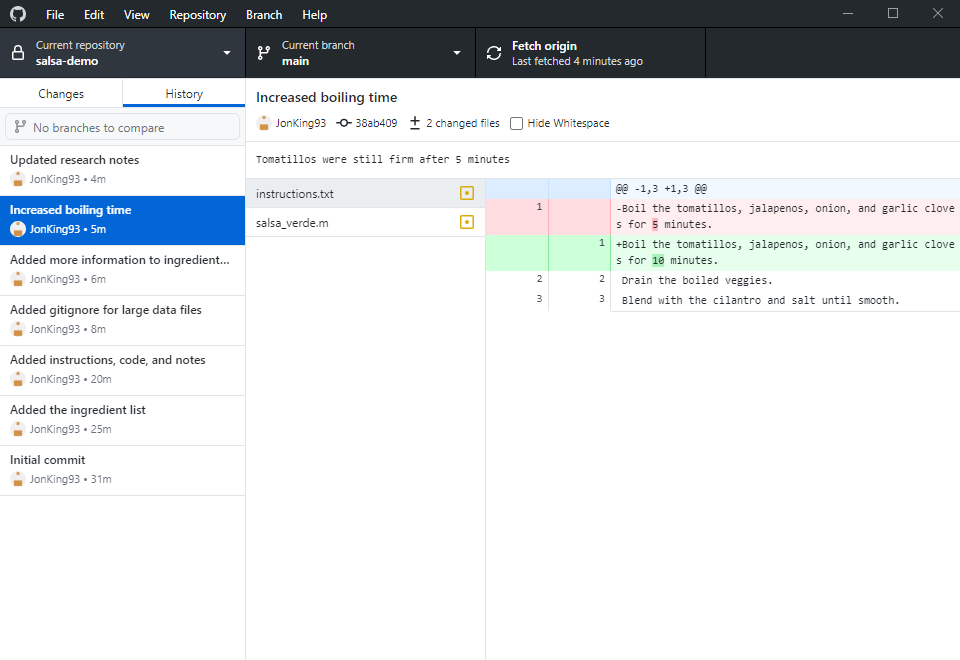 File Edit View Repository Branch Help
Current repository
salsa-demo
Current branch
main
Fetch origin
Last fetched 4 minutes ago
Changes History
No branches to compare
Updated research notes
JonKing93 • 4m
Increased boiling time
JonKing93 • 5m
Added more information to ingredient...
JonKing93 • 6m
Added gitignore for large data files
JonKing93 • 8m
Added instructions, code, and notes
JonKing93 • 20m
Added the ingredient list
JonKing93 • 25m
Initial commit
JonKing93 • 31m
Increased boiling time
JonKing93 38ab409 2 changed files Hide Whitespace
Tomatillos were still firm after 5 minutes
instructions.txt
salsa_verde.m
@@ -1,3 +1,3 @@
1 -Boil the tomatillos, jalapenos, onion, and garlic clove
s for 5 minutes.
1 +Boil the tomatillos, jalapenos, onion, and garlic clove
s for 10 minutes.
2 2 Drain the boiled veggies.
3 3 Blend with the cilantro and salt until smooth.